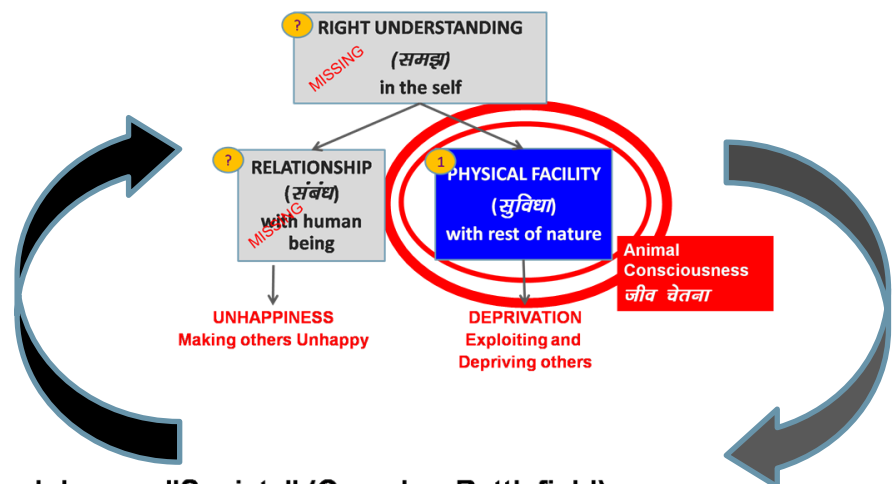 ?
RIGHT UNDERSTANDING
(समझ)
MISSING
in the self
?
RELATIONSHIP
(संबंध)
MISSING
with human
being
1
PHYSICAL FACILITY
(सुविधा)
with rest of nature
Animal
Consciousness
जीव चेतना
UNHAPPINESS
Making others Unhappy
DEPRIVATION
Exploiting and
Depriving others